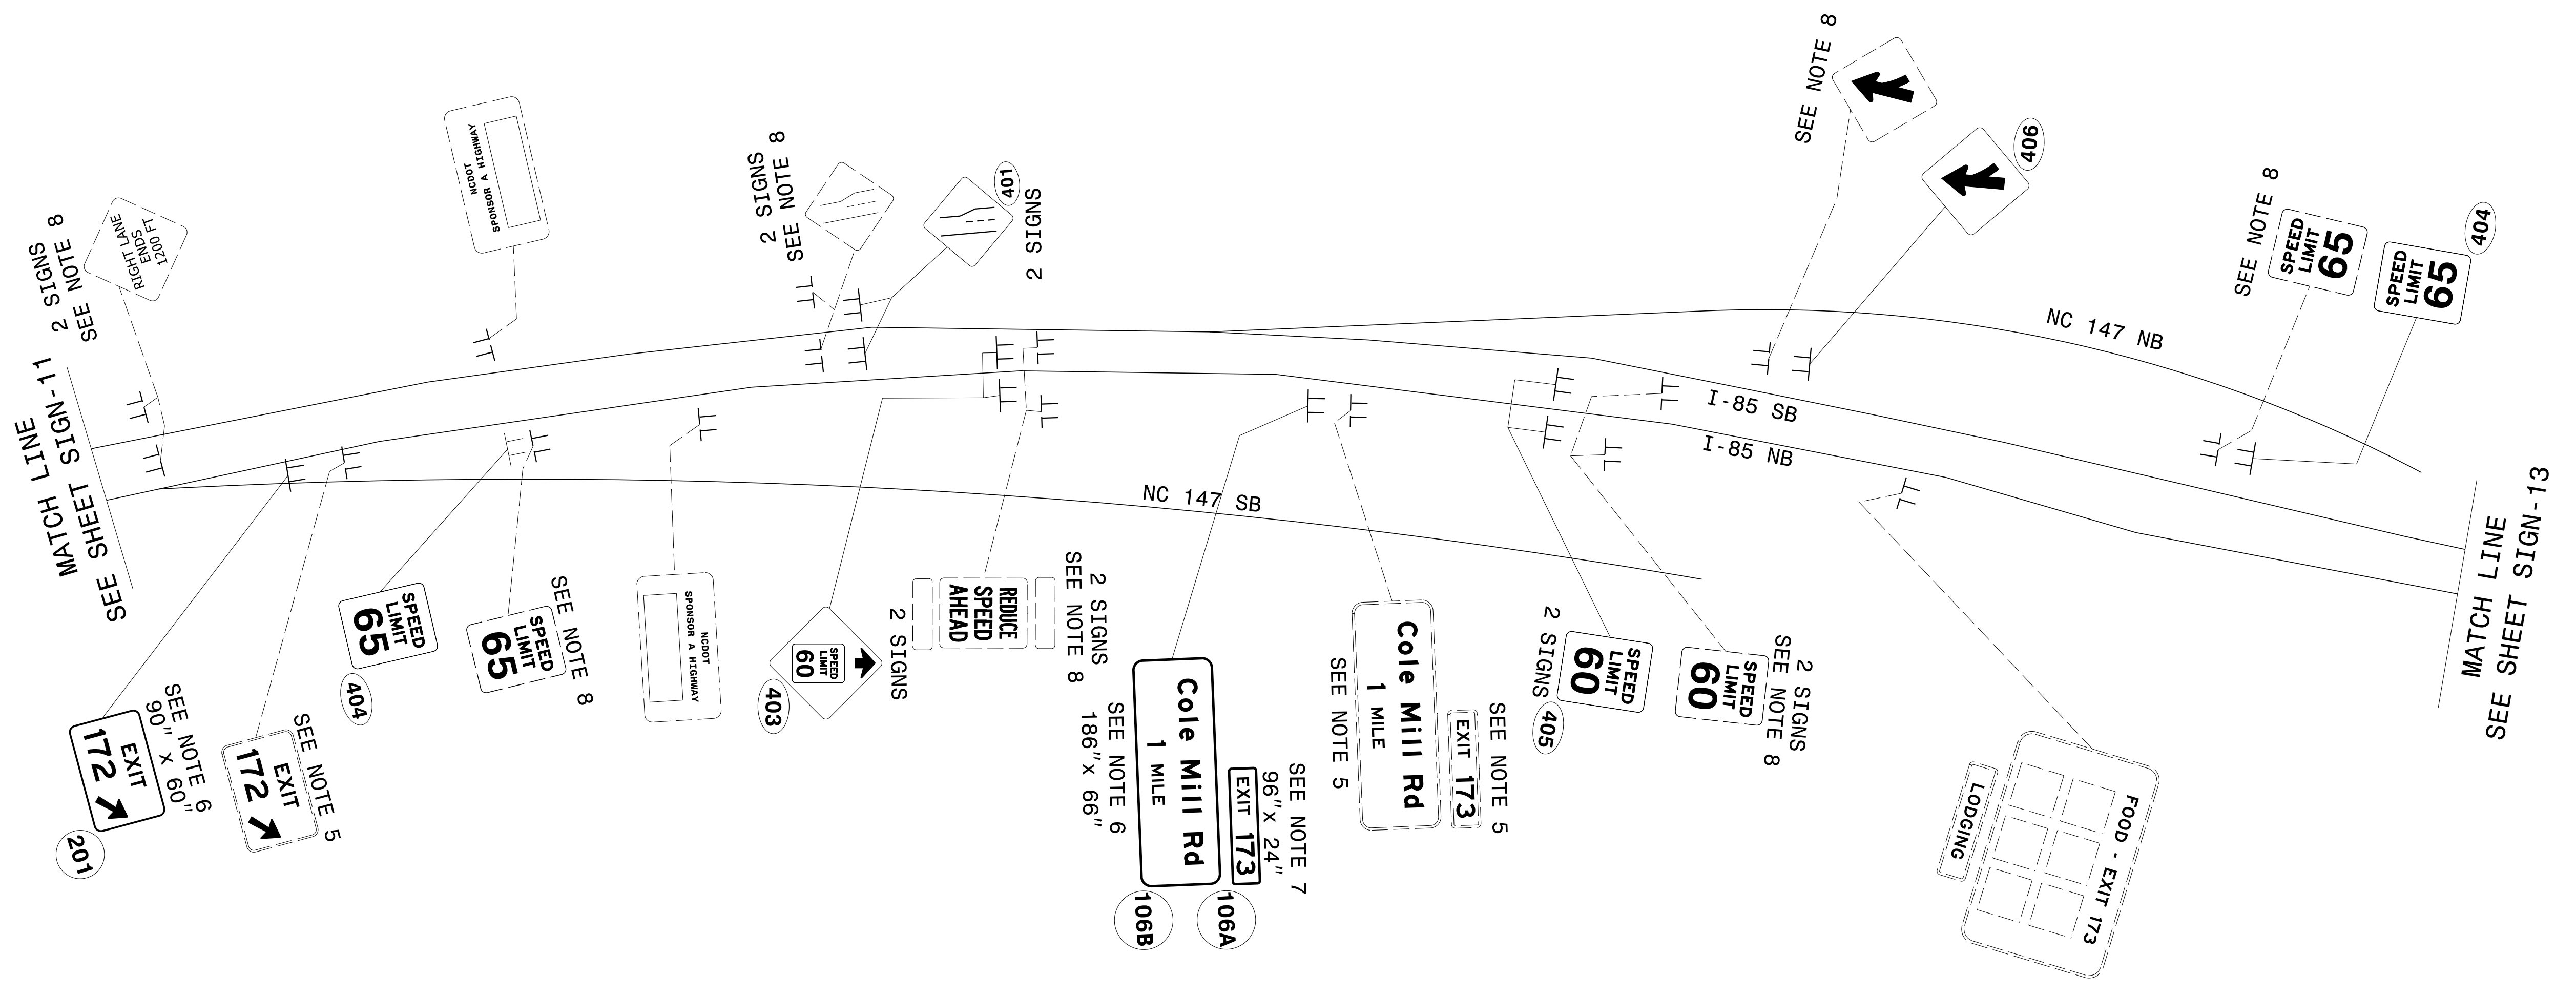 MATCH LINE
SEE SHEET SIGN-11
2 SIGNS
SEE NOTE 8
RIGHT LANE
ENDS
1200 FT
NCDOT
SPONSOR A HIGHWAY
2 SIGNS
SEE NOTE 8
401
2 SIGNS
SEE NOTE 8
406
SEE NOTE 8
SPEED
LIMIT
65
SPEED
LIMIT
65
404
NC 147 NB
I-85 SB
I-85 NB
NC 147 SB
MATCH LINE
SEE SHEET SIGN-13
EXIT
172
SEE NOTE 6
90" x 60"
201
EXIT
172
SEE NOTE 5
SPEED
LIMIT
65
404
SPEED
LIMIT
65
SEE NOTE 8
NCDOT
SPONSOR A HIGHWAY
SPEED
LIMIT
60
403
2 SIGNS
REDUCE
SPEED
AHEAD
2 SIGNS
SEE NOTE 8
Cole Mill Rd
1 MILE
SEE NOTE 6
186" x 66"
106B
EXIT 173
SEE NOTE 7
96" x 24"
106A
Cole Mill Rd
1 MILE
SEE NOTE 5
EXIT 173
SEE NOTE 5
SPEED
LIMIT
60
2 SIGNS
405
SPEED
LIMIT
60
2 SIGNS
SEE NOTE 8
FOOD - EXIT 173
LODGING